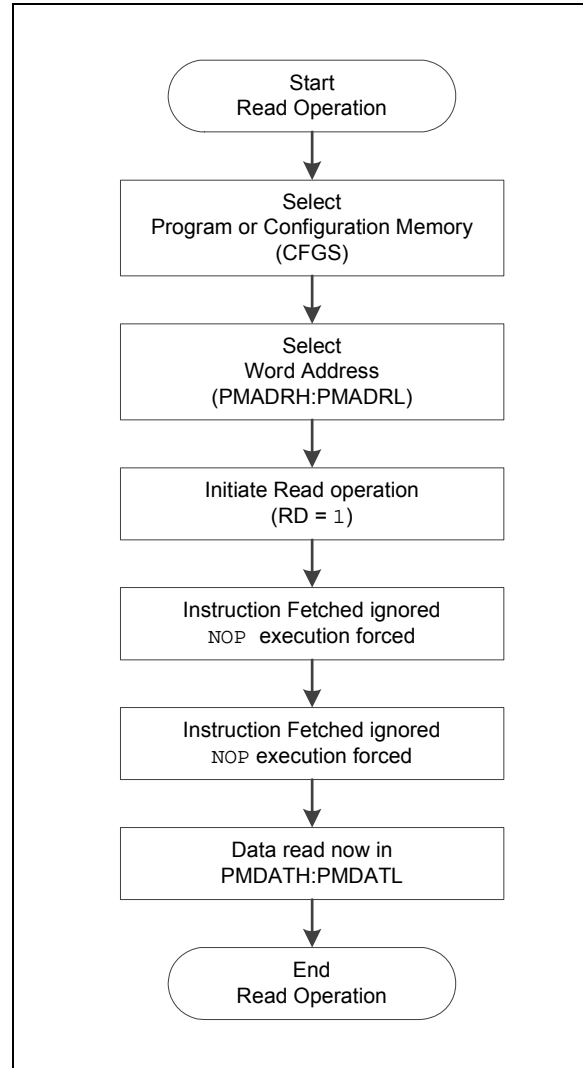 Start
Read Operation
Select
Program or Configuration Memory
(CFGS)
Select
Word Address
(PMADRH:PMADRL)
Initiate Read operation
(RD = 1)
Instruction Fetched ignored
NOP execution forced
Instruction Fetched ignored
NOP execution forced
Data read now in
PMDATH:PMDATL
End
Read Operation